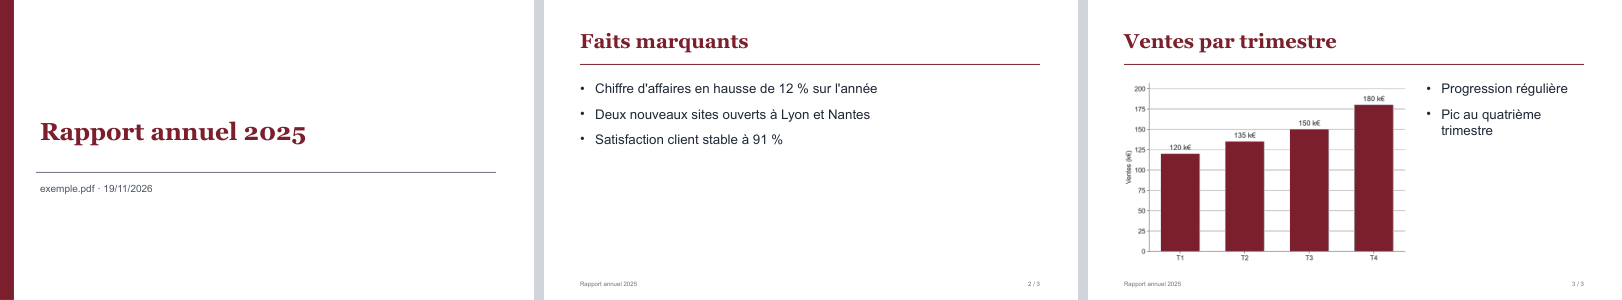 Rapport annuel 2025
exemple.pdf · 19/11/2026
Faits marquants
• Chiffre d'affaires en hausse de 12 % sur l'année
• Deux nouveaux sites ouverts à Lyon et Nantes
• Satisfaction client stable à 91 %
Rapport annuel 2025
2 / 3
Ventes par trimestre
Ventes (k€)
200
175
150
125
100
75
50
25
0
120 k€
135 k€
150 k€
180 k€
T1
T2
T3
T4
• Progression régulière
• Pic au quatrième
trimestre
Rapport annuel 2025
3 / 3